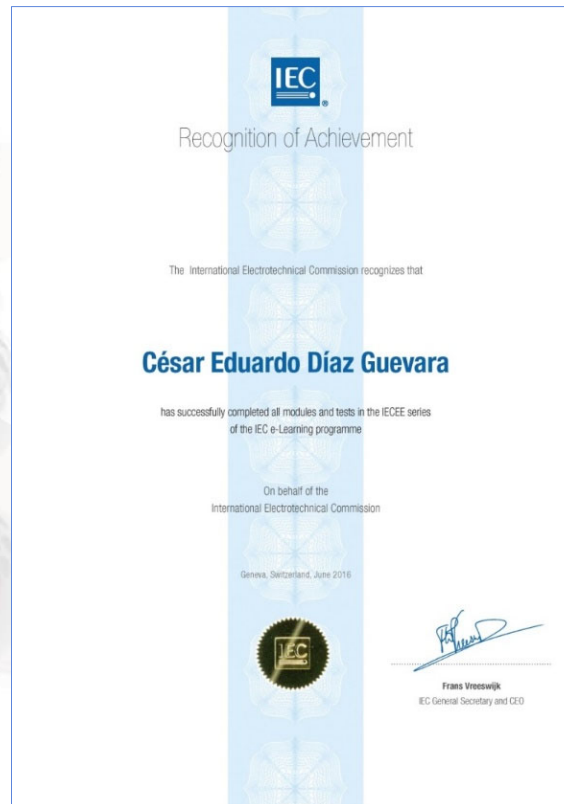 IEC
®
Recognition of Achievement
The International Electrotechnical Commission recognizes that
César Eduardo Díaz Guevara
has successfully completed all modules and tests in the IECEE series
of the IEC e-Learning programme
On behalf of the
International Electrotechnical Commission
Geneva, Switzerland, June 2016
IEC
Frans Vreeswijk
IEC General Secretary and CEO